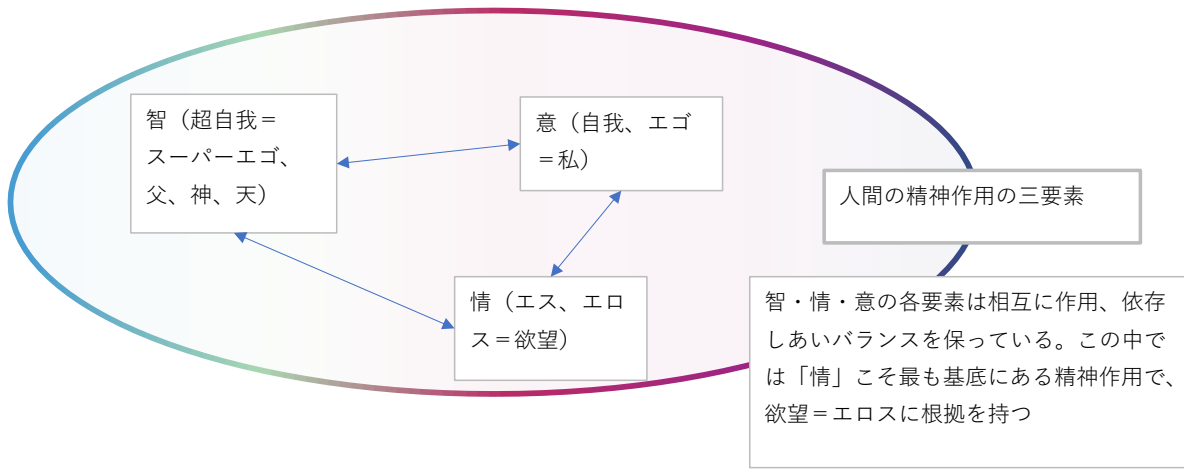 智（超自我＝
スーパーエゴ、
父、神、天）
意（自我、エゴ
＝私）
人間の精神作用の三要素
情（エス、エロ
ス＝欲望）
智・情・意の各要素は相互に作用、依存
しあいバランスを保っている。この中で
は「情」こそ最も基底にある精神作用で、
欲望＝エロスに根拠を持つ